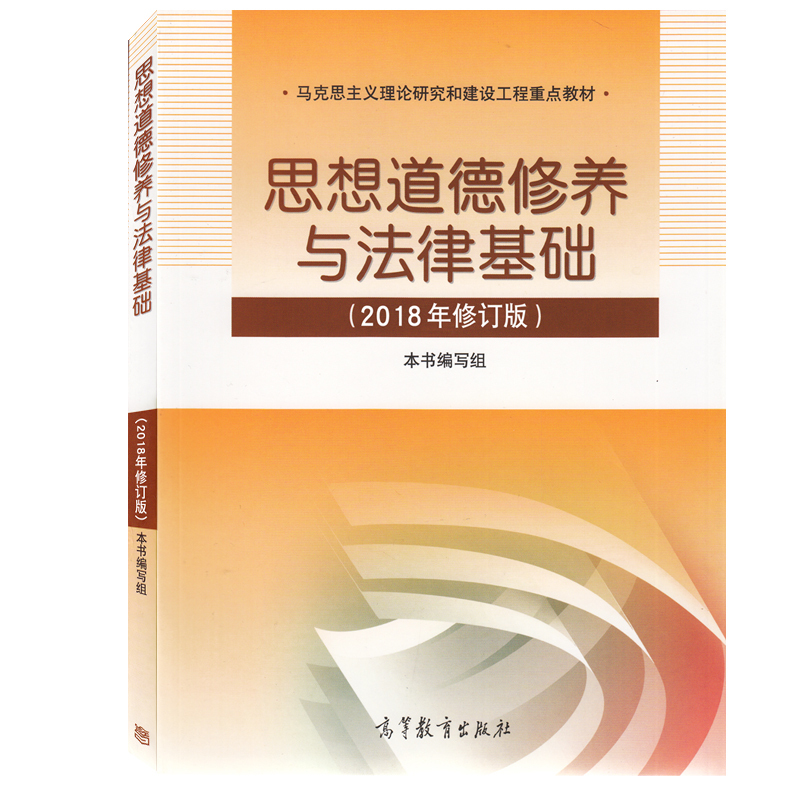 · 马克思主义理论研究和建设工程重点教材 ·
思想道德修养
与法律基础
(2018年修订版)
本书编写组
高等教育出版社
思想道德修养与法律基础
(2018年修订版)
本书编写组